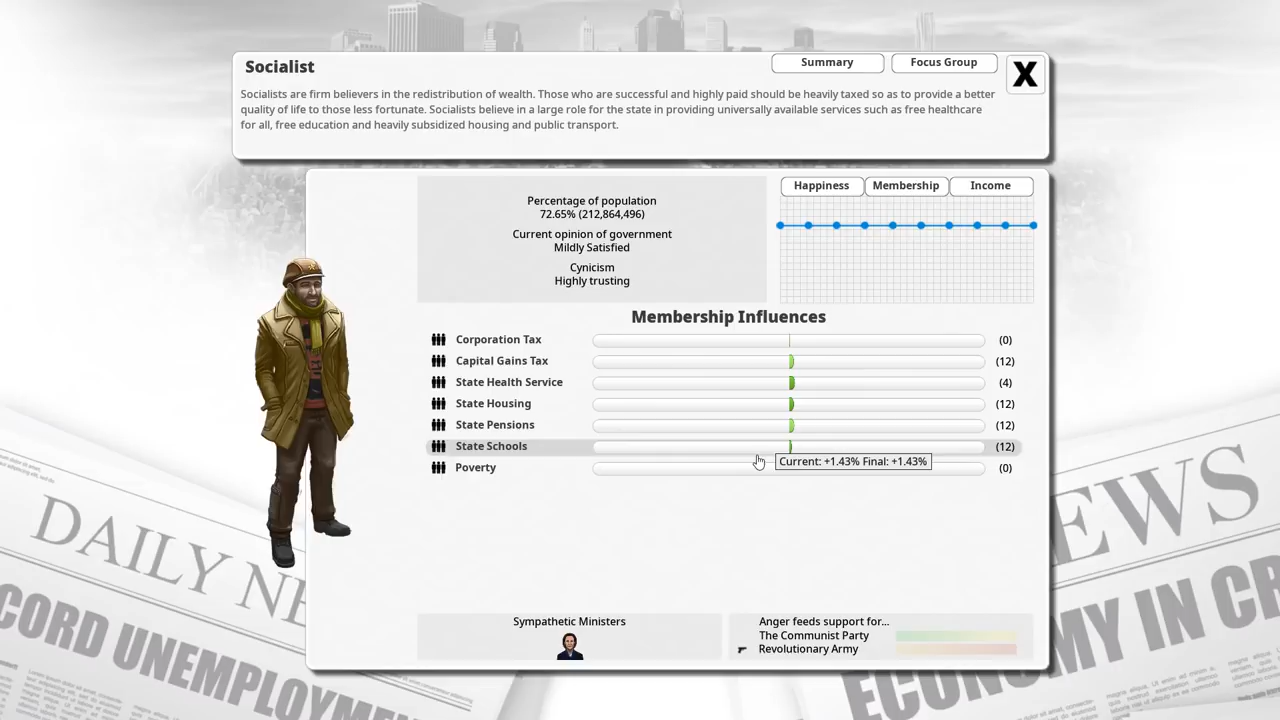 Socialist
Summary
Focus Group
X
Socialists are firm believers in the redistribution of wealth. Those who are successful and highly paid should be heavily taxed so as to provide a better
quality of life to those less fortunate. Socialists believe in a large role for the state in providing universally available services such as free healthcare
for all, free education and heavily subsidized housing and public transport.
Percentage of population
72.65% (212,864,496)
Current opinion of government
Mildly Satisfied
Cynicism
Highly trusting
Happiness
Membership
Income
Membership Influences
Corporation Tax (0)
Capital Gains Tax (12)
State Health Service (4)
State Housing (12)
State Pensions (12)
State Schools (12)
Current: +1.43% Final: +1.43%
Poverty (0)
Sympathetic Ministers
Anger feeds support for...
The Communist Party
Revolutionary Army
DAILY NE
CORD UNEMPLOYM
EWS
ECONOMY IN CR